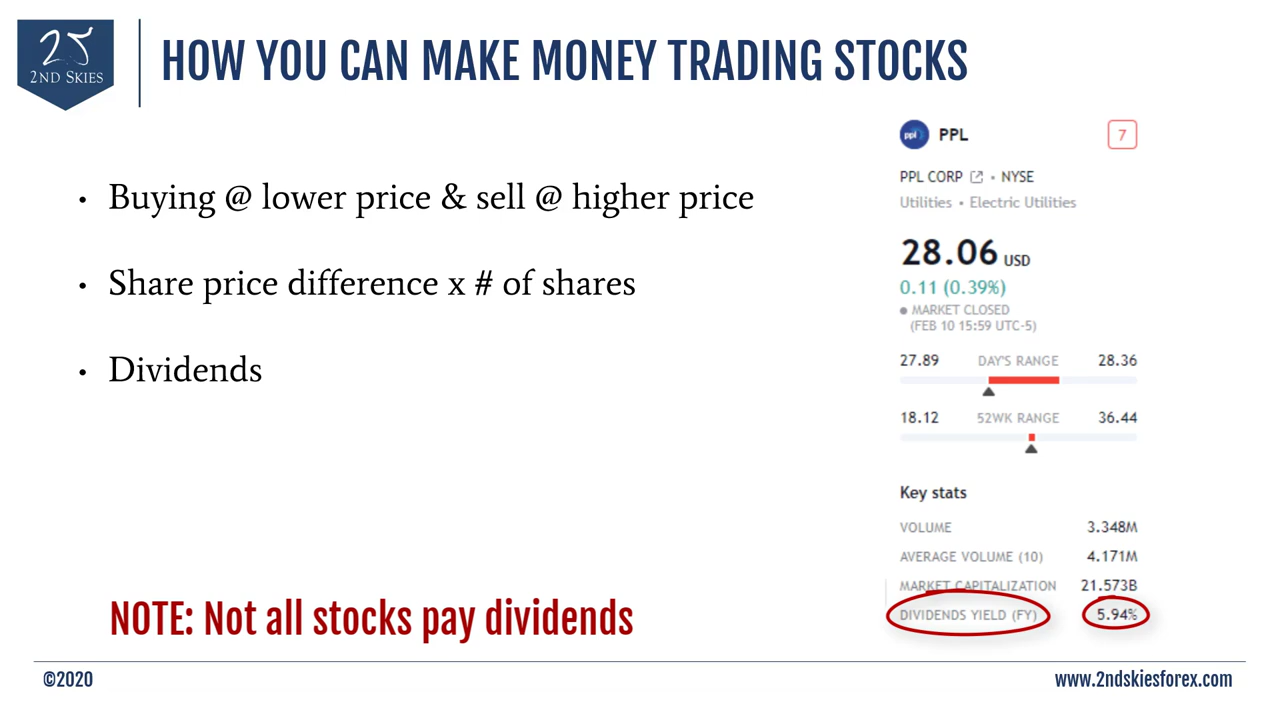 25
2ND SKIES
HOW YOU CAN MAKE MONEY TRADING STOCKS
• Buying @ lower price & sell @ higher price
• Share price difference x # of shares
• Dividends
NOTE: Not all stocks pay dividends
ppl PPL 7
PPL CORP • NYSE
Utilities • Electric Utilities
28.06 USD
0.11 (0.39%)
● MARKET CLOSED
(FEB 10 15:59 UTC-5)
27.89 DAY'S RANGE 28.36
18.12 52WK RANGE 36.44
Key stats
VOLUME 3.348M
AVERAGE VOLUME (10) 4.171M
MARKET CAPITALIZATION 21.573B
DIVIDENDS YIELD (FY) 5.94%
©2020 www.2ndskiesforex.com